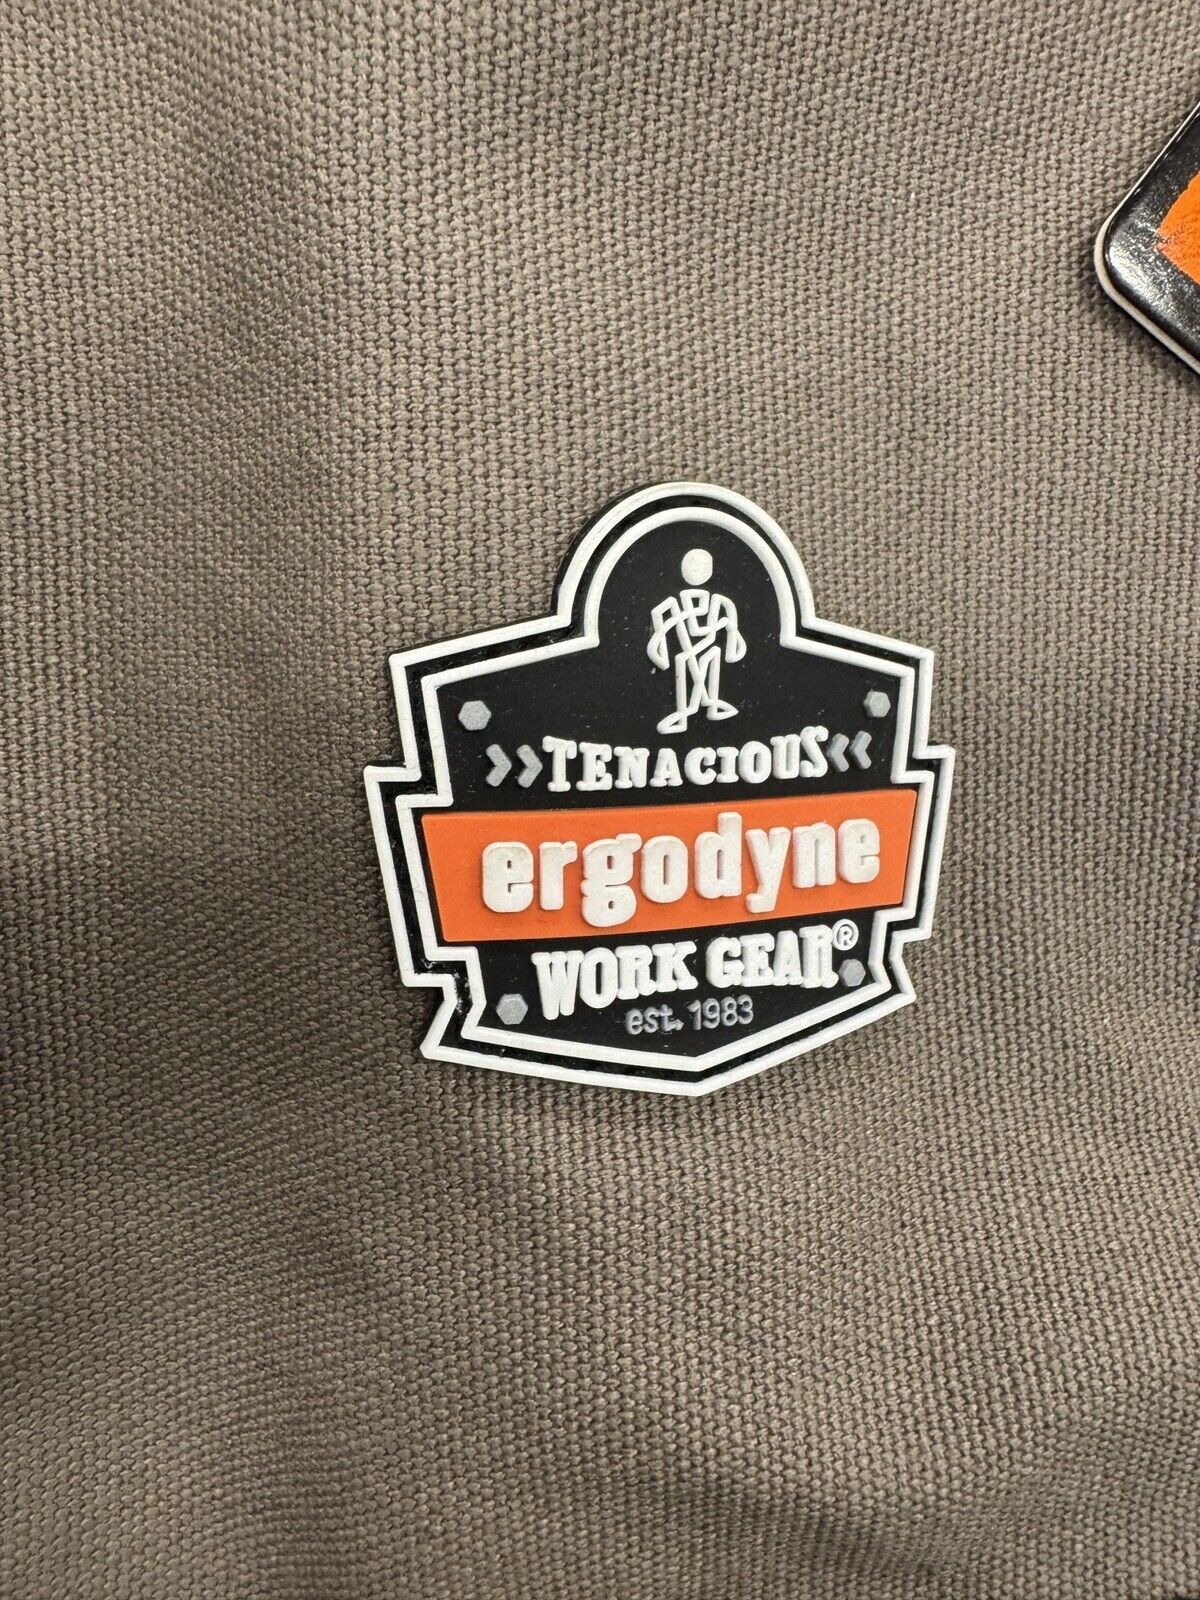 TENACIOUS
ergodyne
WORK GEAR®
est. 1983